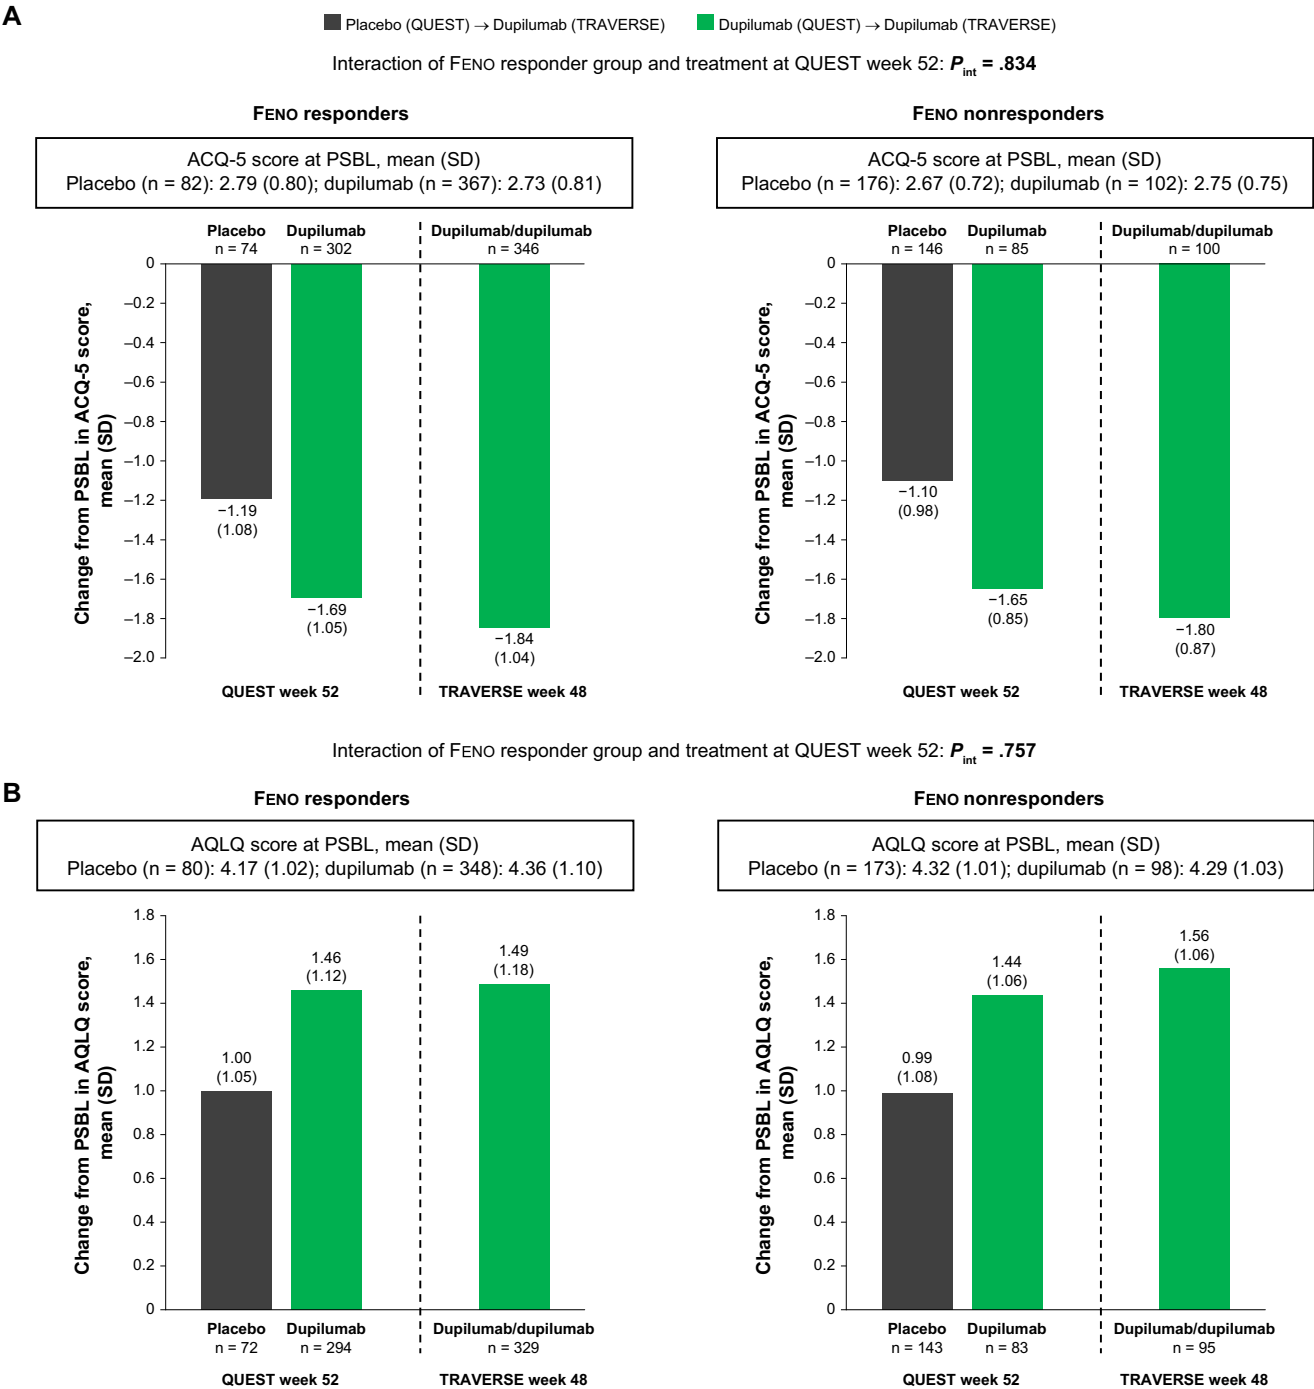 A
Placebo (QUEST) → Dupilumab (TRAVERSE) Dupilumab (QUEST) → Dupilumab (TRAVERSE)
Interaction of FENO responder group and treatment at QUEST week 52: Pint = .834
FENO responders
ACQ-5 score at PSBL, mean (SD)
Placebo (n = 82): 2.79 (0.80); dupilumab (n = 367): 2.73 (0.81)
Placebo Dupilumab Dupilumab/dupilumab
n = 74 n = 302 n = 346
Change from PSBL in ACQ-5 score,
mean (SD)
0
–0.2
–0.4
–0.6
–0.8
–1.0
–1.2
–1.4
–1.6
–1.8
–2.0
−1.19
(1.08)
−1.69
(1.05)
−1.84
(1.04)
QUEST week 52 TRAVERSE week 48
FENO nonresponders
ACQ-5 score at PSBL, mean (SD)
Placebo (n = 176): 2.67 (0.72); dupilumab (n = 102): 2.75 (0.75)
Placebo Dupilumab Dupilumab/dupilumab
n = 146 n = 85 n = 100
Change from PSBL in ACQ-5 score,
mean (SD)
0
–0.2
–0.4
–0.6
–0.8
–1.0
–1.2
–1.4
–1.6
–1.8
–2.0
−1.10
(0.98)
−1.65
(0.85)
−1.80
(0.87)
QUEST week 52 TRAVERSE week 48
Interaction of FENO responder group and treatment at QUEST week 52: Pint = .757
B
FENO responders
AQLQ score at PSBL, mean (SD)
Placebo (n = 80): 4.17 (1.02); dupilumab (n = 348): 4.36 (1.10)
Change from PSBL in AQLQ score,
mean (SD)
1.8
1.6
1.4
1.2
1.0
0.8
0.6
0.4
0.2
0
1.00
(1.05)
1.46
(1.12)
1.49
(1.18)
Placebo Dupilumab Dupilumab/dupilumab
n = 72 n = 294 n = 329
QUEST week 52 TRAVERSE week 48
FENO nonresponders
AQLQ score at PSBL, mean (SD)
Placebo (n = 173): 4.32 (1.01); dupilumab (n = 98): 4.29 (1.03)
Change from PSBL in AQLQ score,
mean (SD)
1.8
1.6
1.4
1.2
1.0
0.8
0.6
0.4
0.2
0
0.99
(1.08)
1.44
(1.06)
1.56
(1.06)
Placebo Dupilumab Dupilumab/dupilumab
n = 143 n = 83 n = 95
QUEST week 52 TRAVERSE week 48